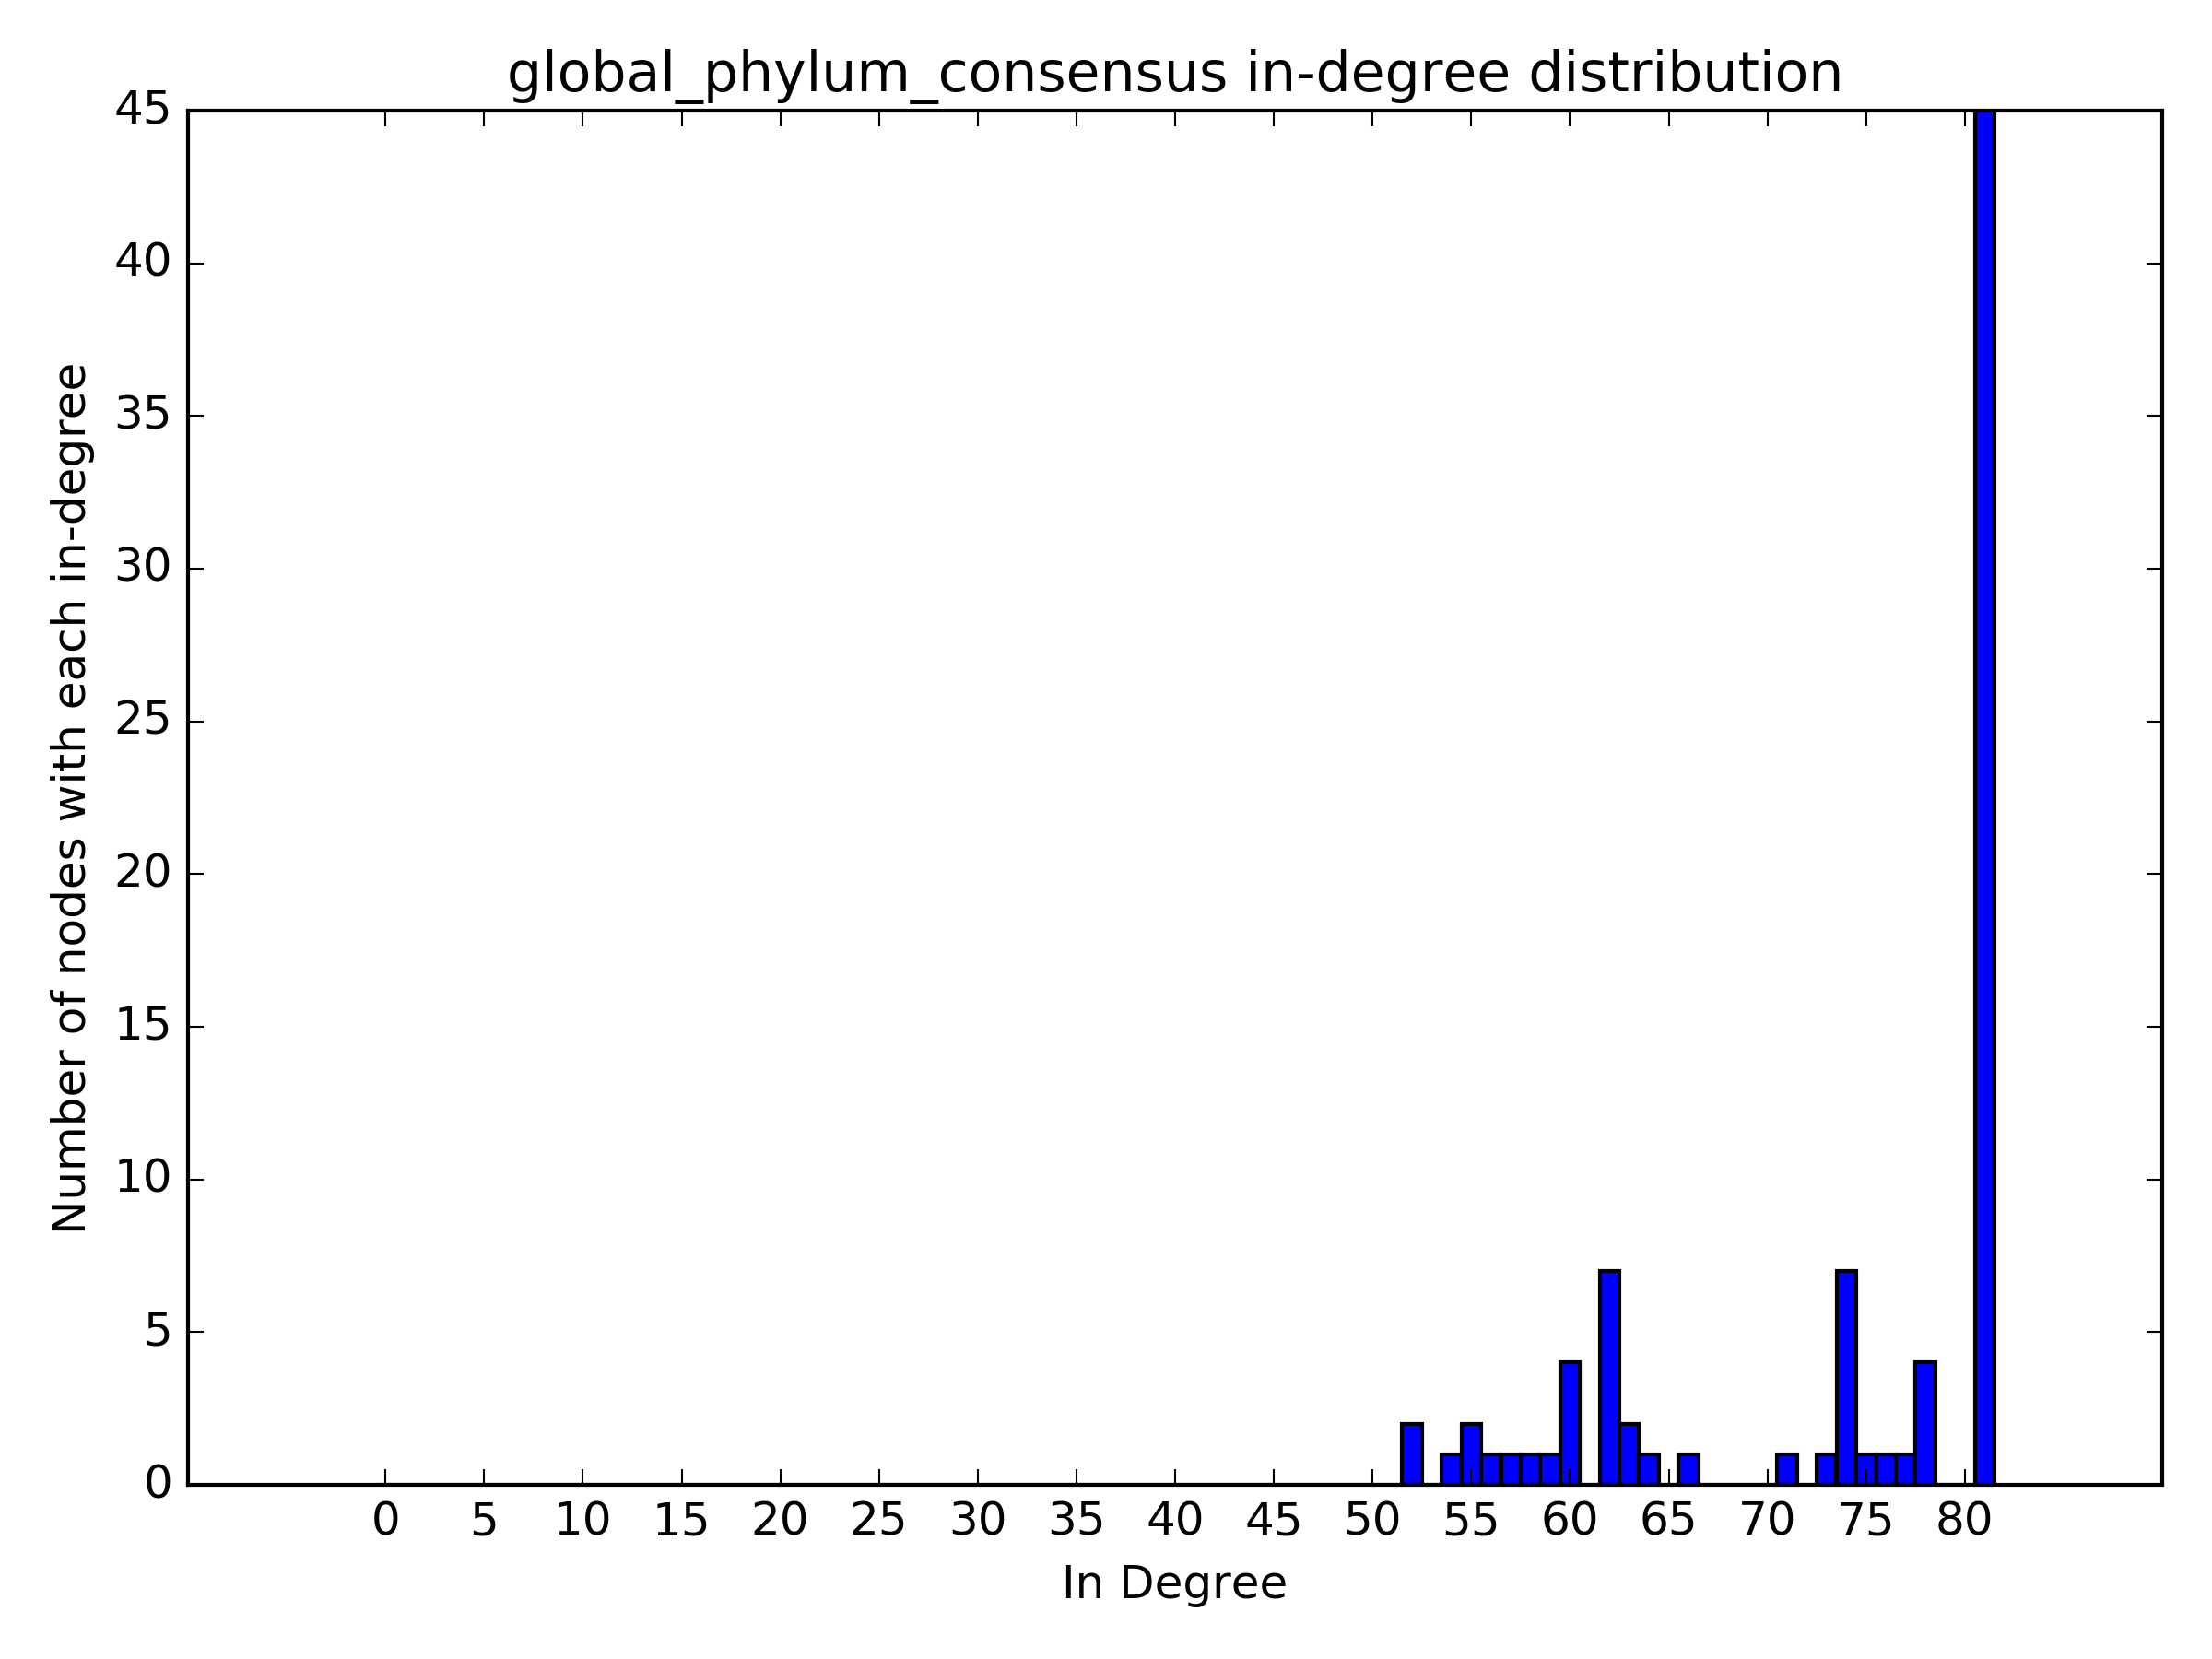 global_phylum_consensus in-degree distribution
45
40
35
30
25
20
15
10
5
0
Number of nodes with each in-degree
0 5 10 15 20 25 30 35 40 45 50 55 60 65 70 75 80
In Degree